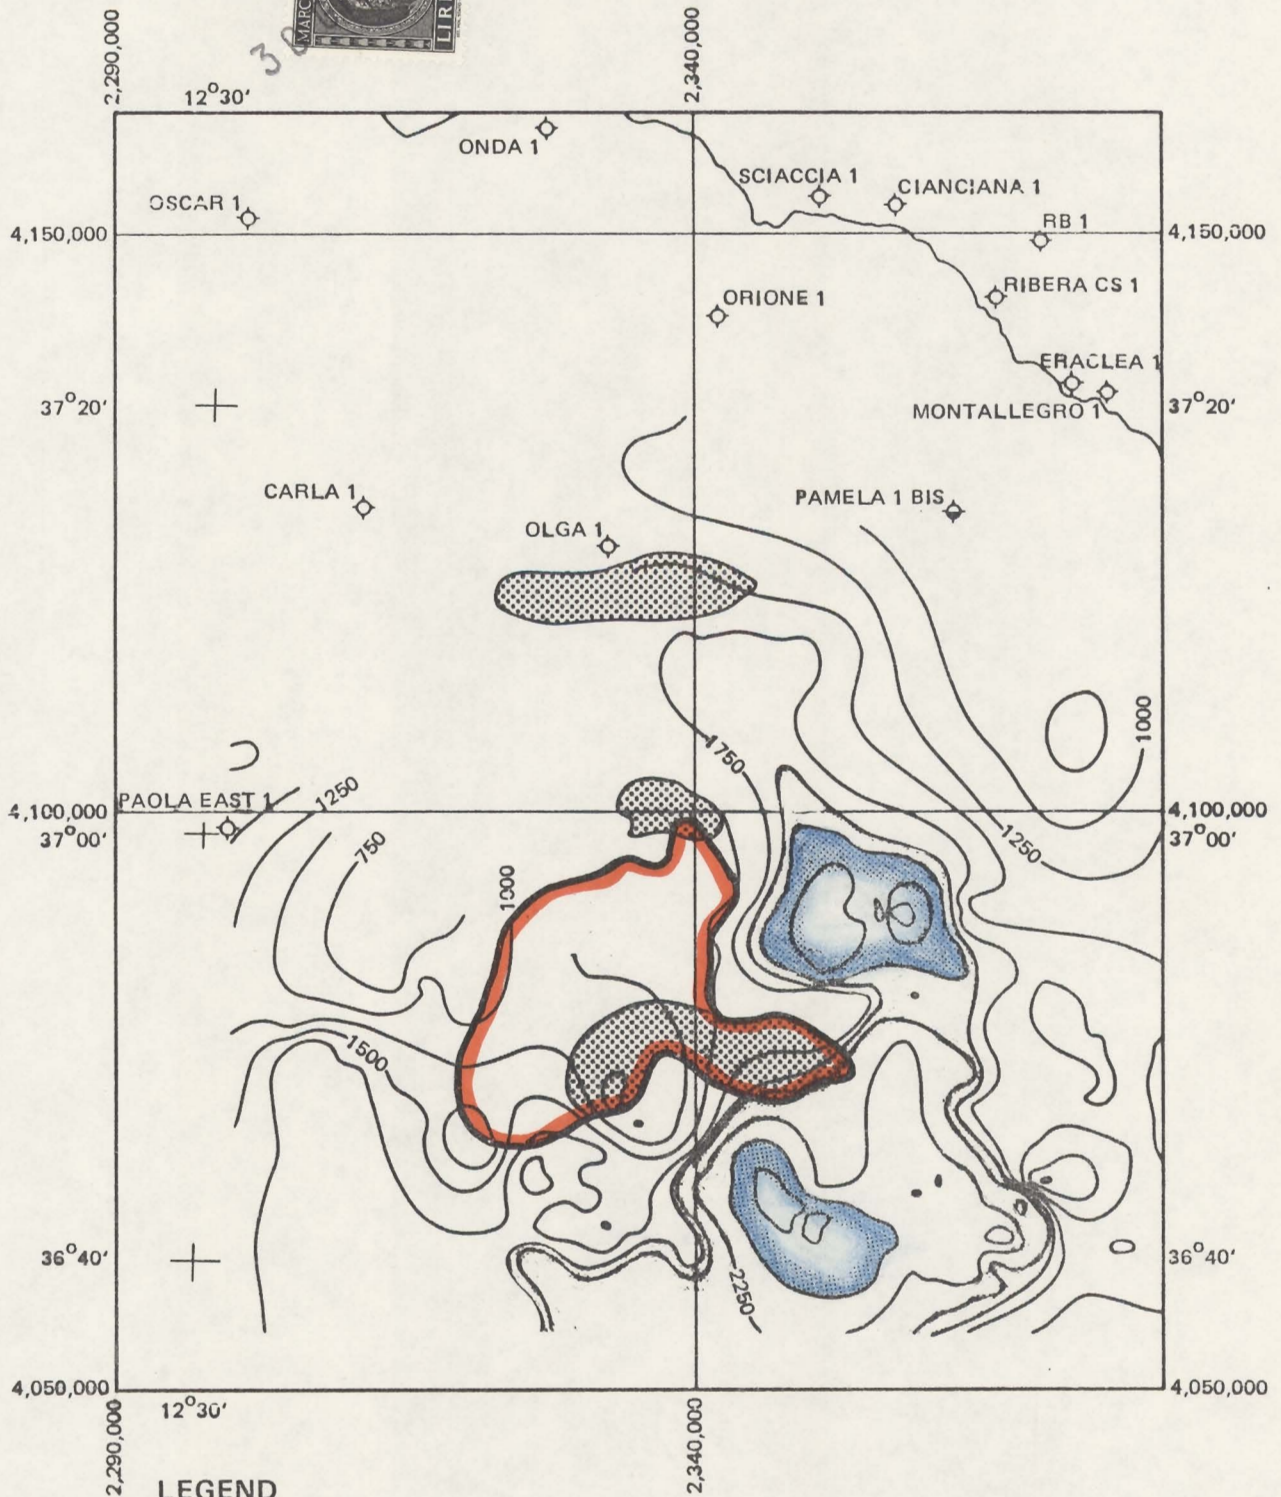 MARC
LIRE
30
2,290,000
2,340,000
12°30'
ONDA 1
SCIACCIA 1
CIANCIANA 1
OSCAR 1
RB 1
4,150,000
4,150,000
RIBERA CS 1
ORIONE 1
ERACLEA 1
37°20'
37°20'
MONTALLEGRO 1
CARLA 1
PAMELA 1 BIS
OLGA 1
1000
1750
PAOLA EAST 1
1250
4,100,000
4,100,000
37°00'
37°00'
1250
750
1000
1500
36°40'
36°40'
2250
4,050,000
4,050,000
12°30'
2,290,000
2,340,000
LEGEND